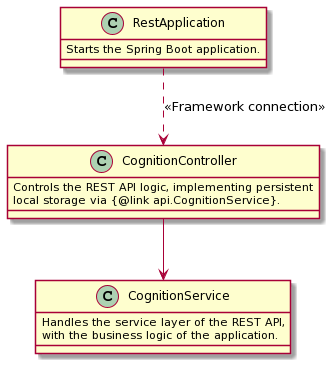 C RestApplication
Starts the Spring Boot application.
«Framework connection»
C CognitionController
Controls the REST API logic, implementing persistent
local storage via {@link api.CognitionService}.
C CognitionService
Handles the service layer of the REST API,
with the business logic of the application.